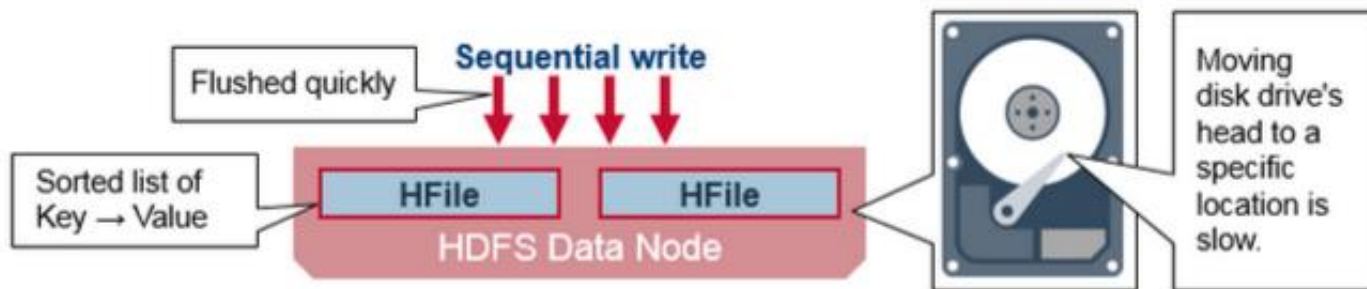 Sequential write
Flushed quickly
Sorted list of
Key → Value
HFile
HFile
HDFS Data Node
Moving
disk drive's
head to a
specific
location is
slow.